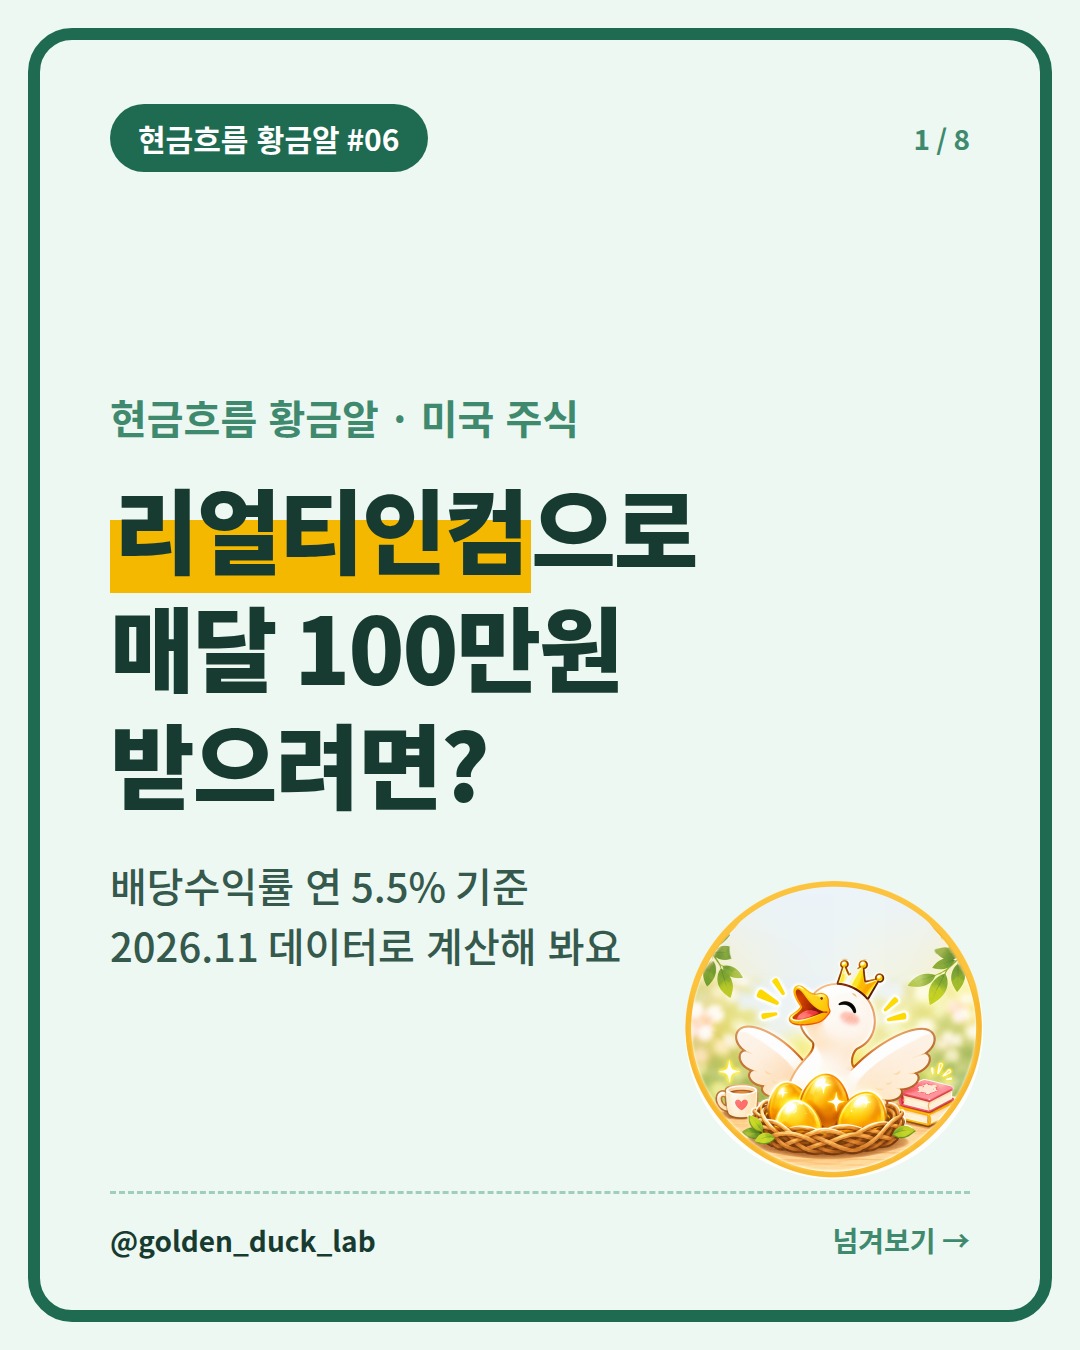 현금흐름 황금알 #06
1 / 8
현금흐름 황금알 · 미국 주식
리얼티인컴으로
매달 100만원
받으려면?
배당수익률 연 5.5% 기준
2026.11 데이터로 계산해 봐요
@golden_duck_lab
넘겨보기 →